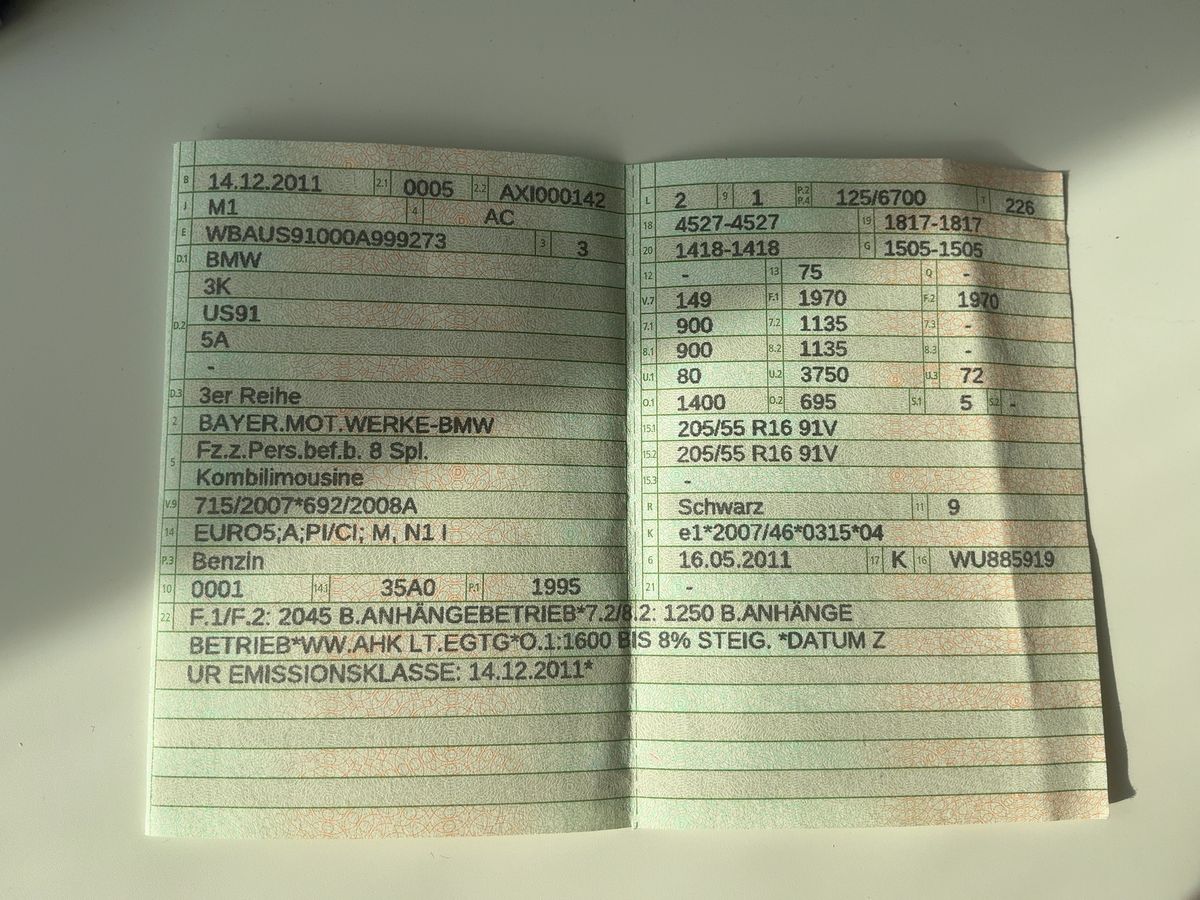 B 14.12.2011 2.1 0005 2.2 AXI000142
J M1 4 AC
E WBAUS91000A999273 3 3
D.1 BMW
3K
D.2 US91
5A
-
D.3 3er Reihe
2 BAYER.MOT.WERKE-BMW
5 Fz.z.Pers.bef.b. 8 Spl.
Kombilimousine
V.9 715/2007*692/2008A
14 EURO5;A;PI/CI; M, N1 I
P.3 Benzin
10 0001 14.1 35A0 P.1 1995
L 2 9 1 P.2 P.4 125/6700 T 226
18 4527-4527 19 1817-1817
20 1418-1418 G 1505-1505
12 - 13 75 Q -
V.7 149 F.1 1970 F.2 1970
7.1 900 7.2 1135 7.3 -
8.1 900 8.2 1135 8.3 -
U.1 80 U.2 3750 U.3 72
O.1 1400 O.2 695 S.1 5 S.2 -
15.1 205/55 R16 91V
15.2 205/55 R16 91V
15.3 -
R Schwarz 11 9
K e1*2007/46*0315*04
6 16.05.2011 17 K 16 WU885919
21 -
22 F.1/F.2: 2045 B.ANHÄNGEBETRIEB*7.2/8.2: 1250 B.ANHÄNGE
BETRIEB*WW.AHK LT.EGTG*O.1:1600 BIS 8% STEIG. *DATUM Z
UR EMISSIONSKLASSE: 14.12.2011*